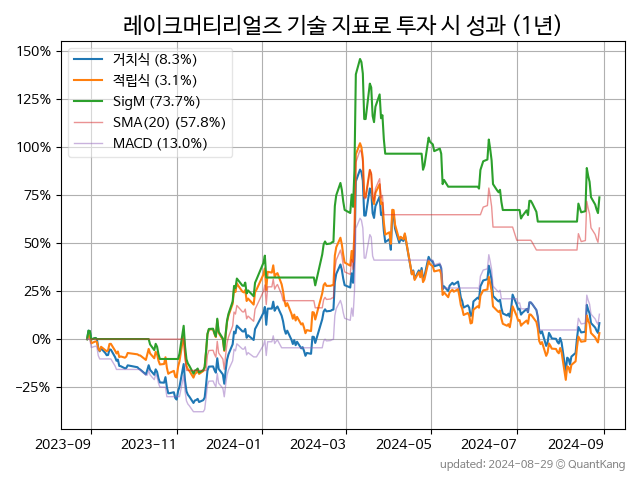 레이크머티리얼즈 기술 지표로 투자 시 성과 (1년)
150%
125%
100%
75%
50%
25%
0%
−25%
거치식 (8.3%)
적립식 (3.1%)
SigM (73.7%)
SMA(20) (57.8%)
MACD (13.0%)
2023−09 2023−11 2024−01 2024−03 2024−05 2024−07 2024−09
updated: 2024-08-29 © QuantKang